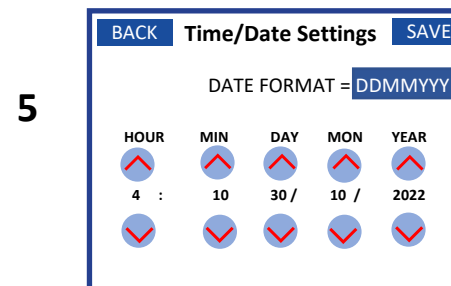 BACK Time/Date Settings SAVE
DATE FORMAT = DDMMYYY
5
HOUR MIN DAY MON YEAR
4 : 10 30 / 10 / 2022